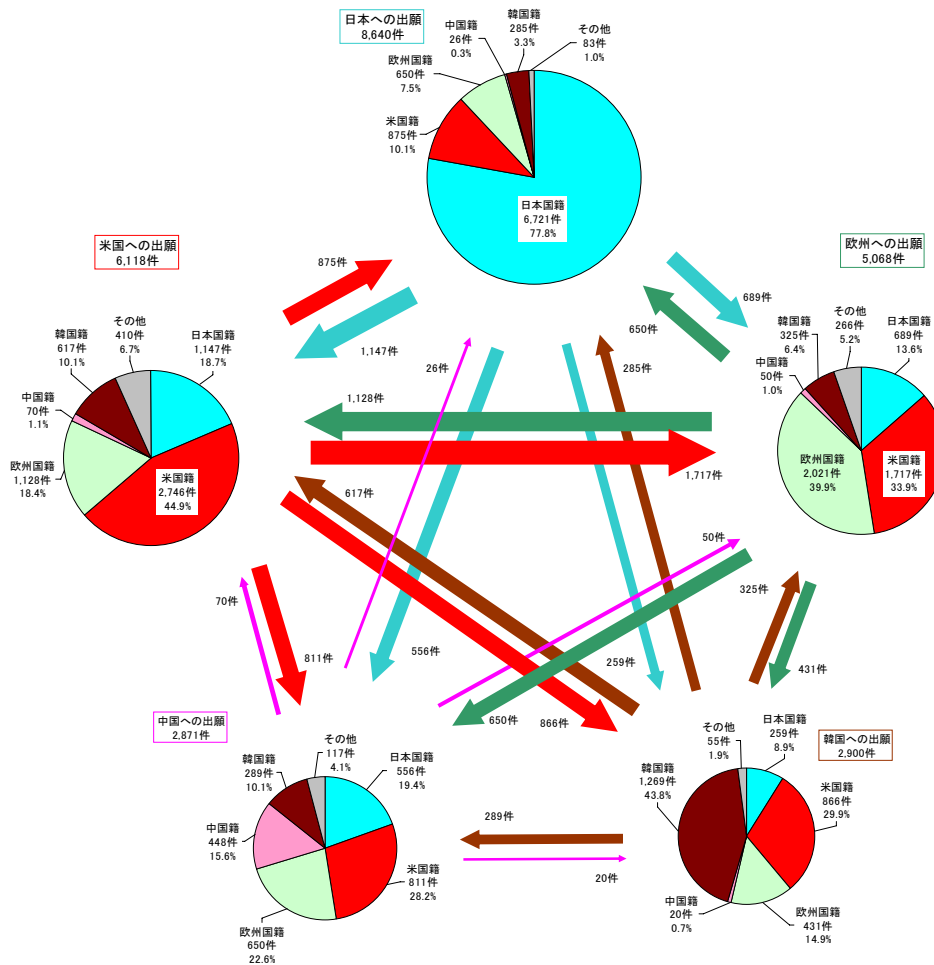 日本への出願
8,640件
中国籍
26件
0.3%
韓国籍
285件
3.3%
その他
83件
1.0%
欧州国籍
650件
7.5%
米国籍
875件
10.1%
日本国籍
6,721件
77.8%
米国への出願
6,118件
欧州への出願
5,068件
875件
1,147件
689件
650件
26件
285件
その他
410件
6.7%
韓国籍
617件
10.1%
日本国籍
1,147件
18.7%
中国籍
70件
1.1%
欧州国籍
1,128件
18.4%
米国籍
2,746件
44.9%
その他
266件
5.2%
韓国籍
325件
6.4%
日本国籍
689件
13.6%
中国籍
50件
1.0%
欧州国籍
2,021件
39.9%
米国籍
1,717件
33.9%
1,128件
1,717件
617件
50件
70件
811件
556件
259件
325件
431件
650件
866件
中国への出願
2,871件
韓国への出願
2,900件
その他
117件
4.1%
韓国籍
289件
10.1%
日本国籍
556件
19.4%
中国籍
448件
15.6%
米国籍
811件
28.2%
欧州国籍
650件
22.6%
289件
20件
その他
55件
1.9%
日本国籍
259件
8.9%
韓国籍
1,269件
43.8%
米国籍
866件
29.9%
中国籍
20件
0.7%
欧州国籍
431件
14.9%